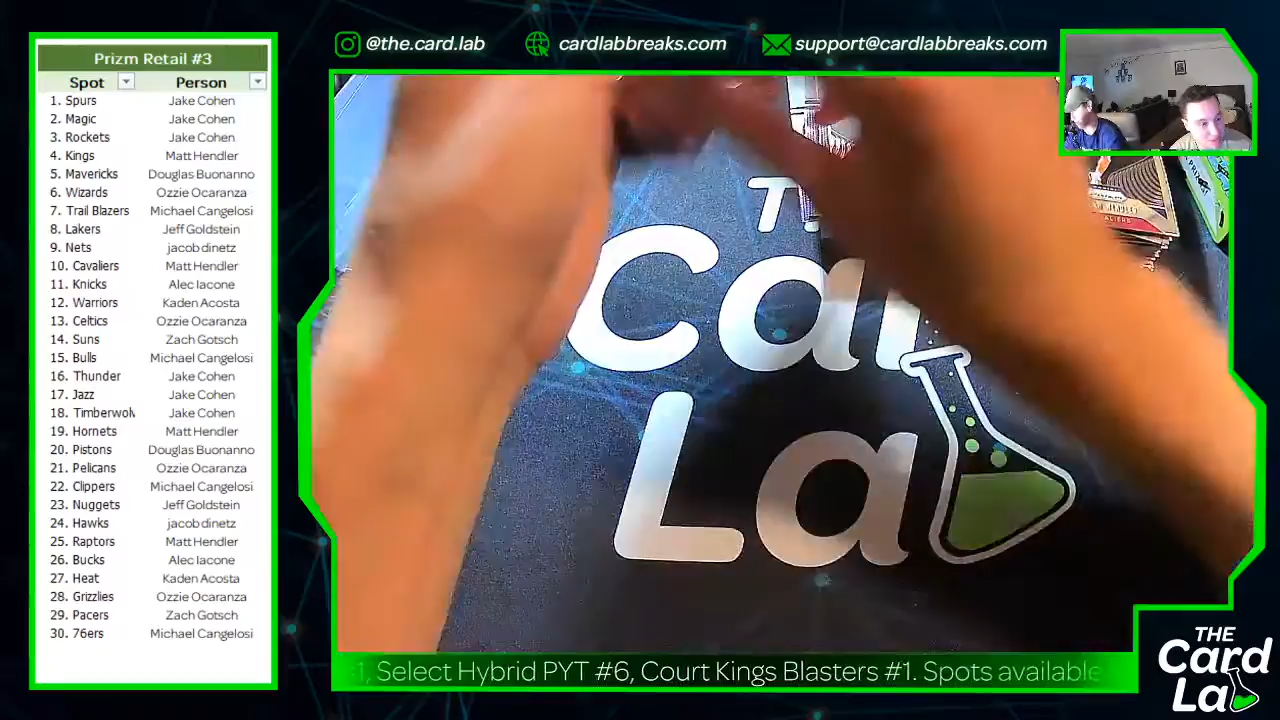 @the.card.lab
cardlabbreaks.com
support@cardlabbreaks.com
Prizm Retail #3
Spot Person
1. Spurs Jake Cohen
2. Magic Jake Cohen
3. Rockets Jake Cohen
4. Kings Matt Hendler
5. Mavericks Douglas Buonanno
6. Wizards Ozzie Ocaranza
7. Trail Blazers Michael Cangelosi
8. Lakers Jeff Goldstein
9. Nets jacob dinetz
10. Cavaliers Matt Hendler
11. Knicks Alec Iacone
12. Warriors Kaden Acosta
13. Celtics Ozzie Ocaranza
14. Suns Zach Gotsch
15. Bulls Michael Cangelosi
16. Thunder Jake Cohen
17. Jazz Jake Cohen
18. Timberwolv Jake Cohen
19. Hornets Matt Hendler
20. Pistons Douglas Buonanno
21. Pelicans Ozzie Ocaranza
22. Clippers Michael Cangelosi
23. Nuggets Jeff Goldstein
24. Hawks jacob dinetz
25. Raptors Matt Hendler
26. Bucks Alec Iacone
27. Heat Kaden Acosta
28. Grizzlies Ozzie Ocaranza
29. Pacers Zach Gotsch
30. 76ers Michael Cangelosi
Lab
#1, Select Hybrid PYT #6, Court Kings Blasters #1. Spots available
THE
Card
Lab